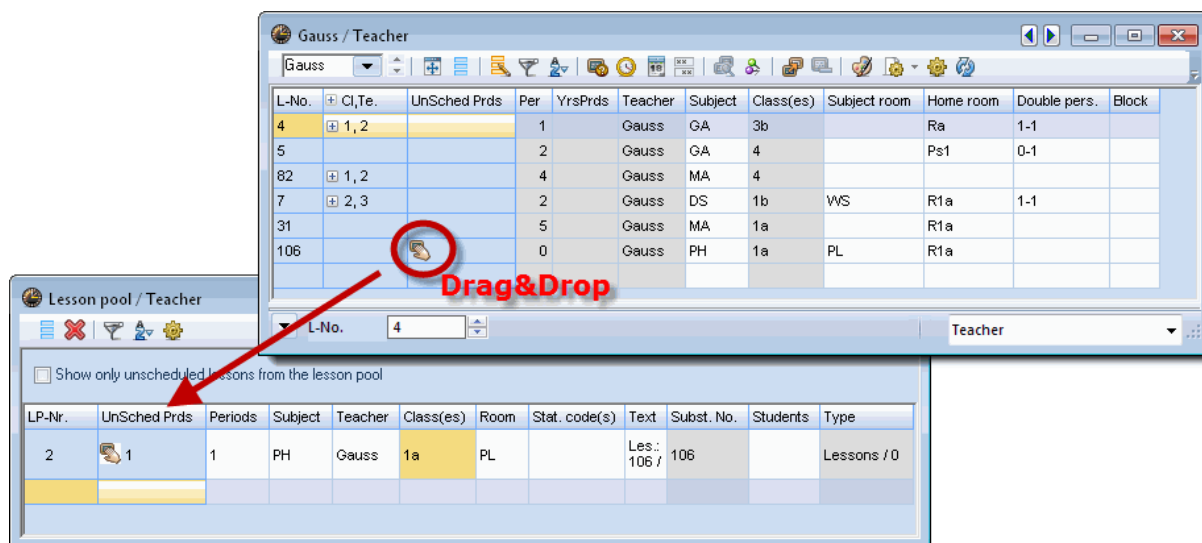 Gauss / Teacher
Gauss
L-No. Cl,Te. UnSched Prds Per YrsPrds Teacher Subject Class(es) Subject room Home room Double pers. Block
4 1, 2 1 Gauss GA 3b Ra 1-1
5 2 Gauss GA 4 Ps1 0-1
82 1, 2 4 Gauss MA 4
7 2, 3 2 Gauss DS 1b WS R1a 1-1
31 5 Gauss MA 1a R1a
106 0 Gauss PH 1a PL R1a
Drag&Drop
L-No. 4 Teacher
Lesson pool / Teacher
Show only unscheduled lessons from the lesson pool
LP-Nr. UnSched Prds Periods Subject Teacher Class(es) Room Stat. code(s) Text Subst. No. Students Type
2 1 1 PH Gauss 1a PL Les.: 106 / 106 Lessons / 0